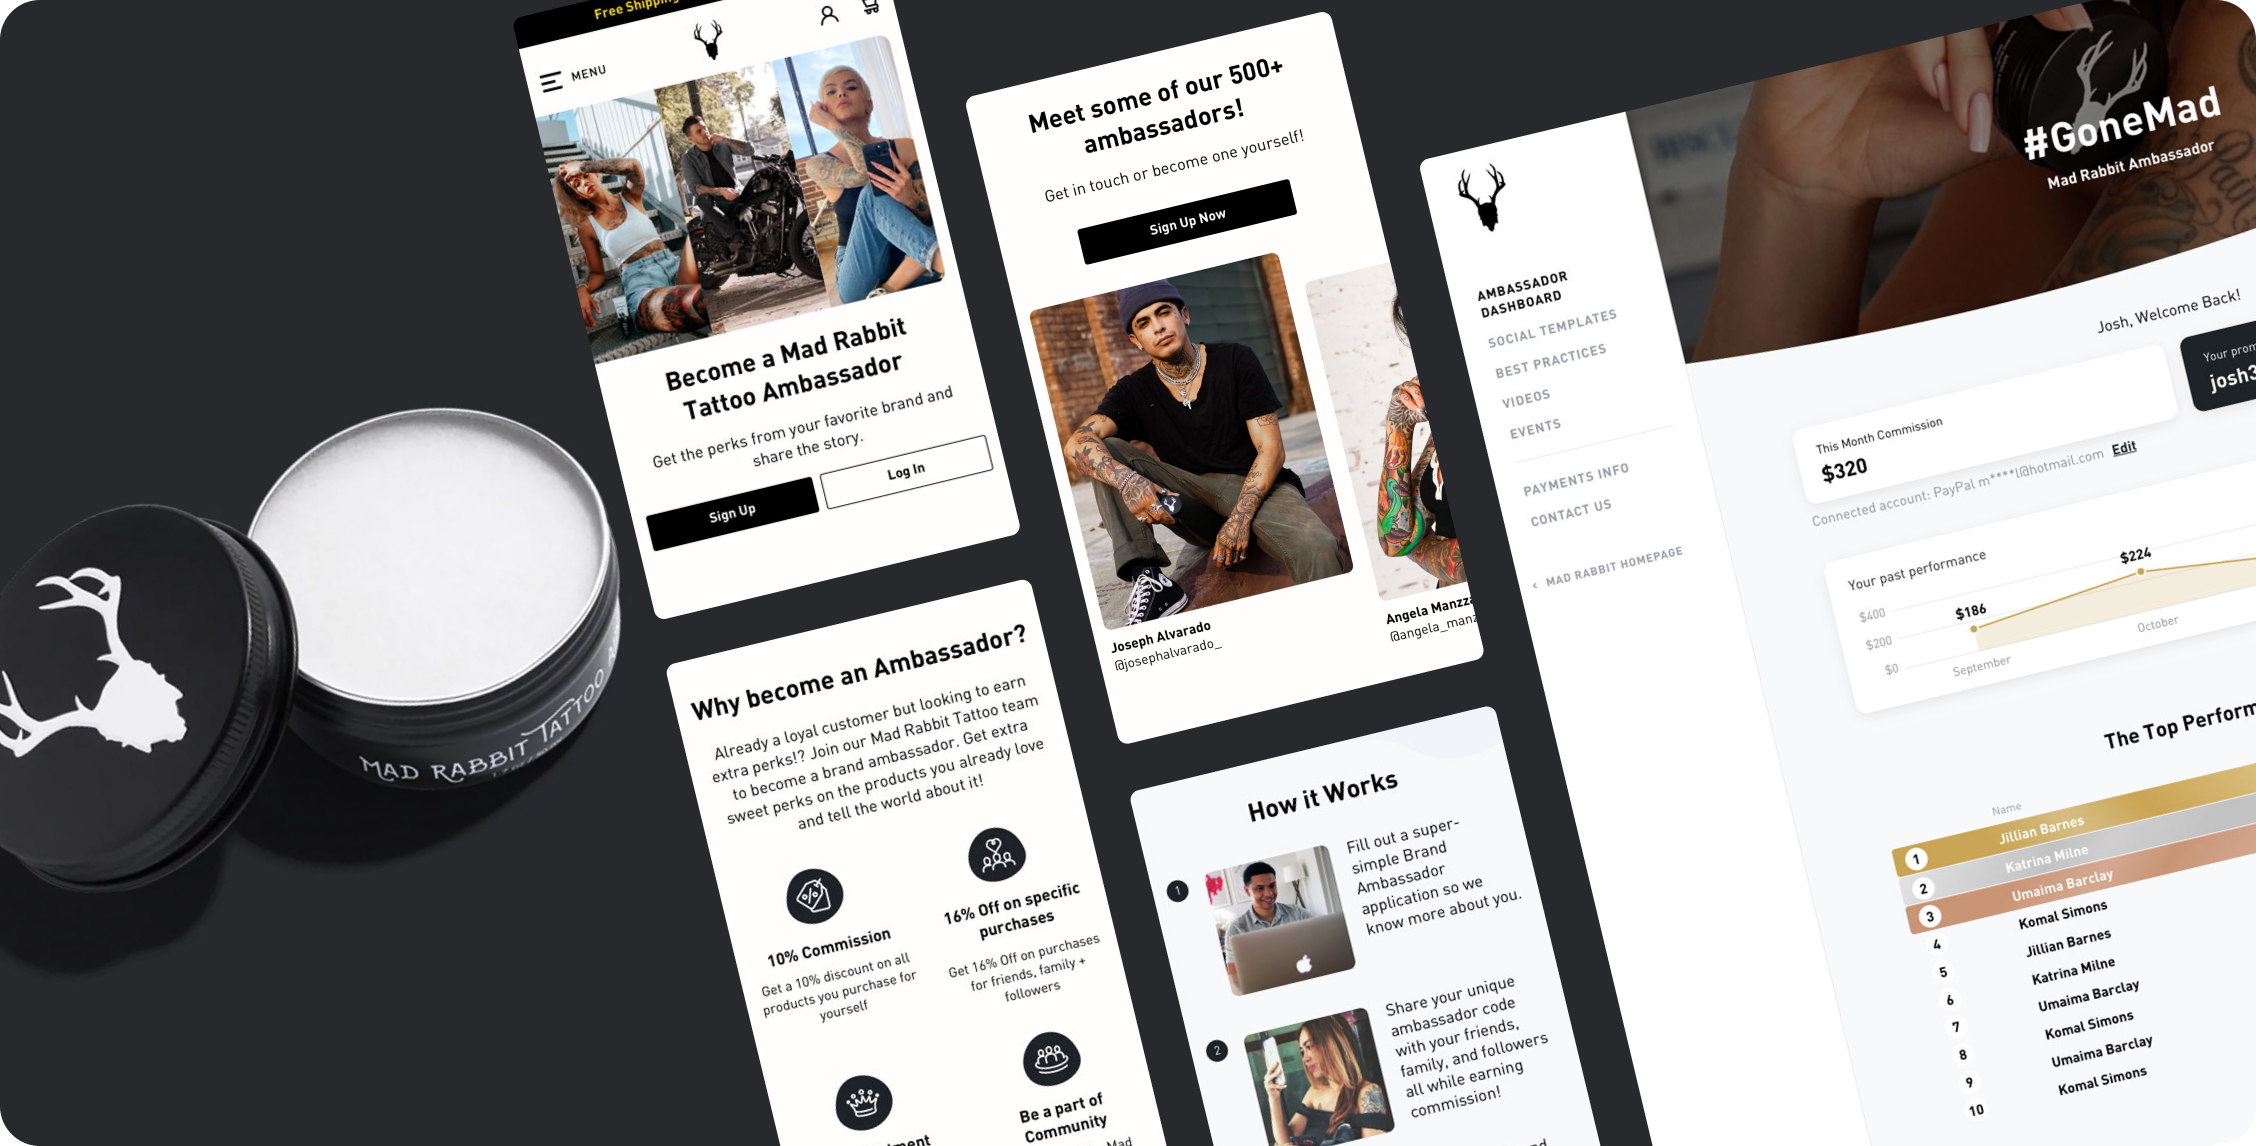 Free Shipping
MENU
Become a Mad Rabbit
Tattoo Ambassador
Get the perks from your favorite brand and
share the story.
Sign Up
Log In
MAD RABBIT TATTOO
Why become an Ambassador?
Already a loyal customer but looking to earn
extra perks!? Join our Mad Rabbit Tattoo team
to become a brand ambassador. Get extra
sweet perks on the products you already love
and tell the world about it!
10% Commission
Get a 10% discount on all
products you purchase for
yourself
16% Off on specific
purchases
Get 16% Off on purchases
for friends, family +
followers
Be a part of
Community
Mad
Meet some of our 500+
ambassadors!
Get in touch or become one yourself!
Sign Up Now
Joseph Alvarado
@josephalvarado_
Angela Manzza
@angela_manz
How it Works
1
Fill out a super-
simple Brand
Ambassador
application so we
know more about you.
2
Share your unique
ambassador code
with your friends,
family, and followers
all while earning
commission!
AMBASSADOR
DASHBOARD
SOCIAL TEMPLATES
BEST PRACTICES
VIDEOS
EVENTS
PAYMENTS INFO
CONTACT US
< MAD RABBIT HOMEPAGE
#GoneMad
Mad Rabbit Ambassador
Josh, Welcome Back!
This Month Commission
$320
Your prom
josh3
Connected account: PayPal m****l@hotmail.com Edit
Your past performance
$400
$200
$0
$186
$224
September
October
The Top Perform
Name
1 Jillian Barnes
2 Katrina Milne
3 Umaima Barclay
4 Komal Simons
5 Jillian Barnes
6 Katrina Milne
7 Umaima Barclay
8 Komal Simons
9 Umaima Barclay
10 Komal Simons